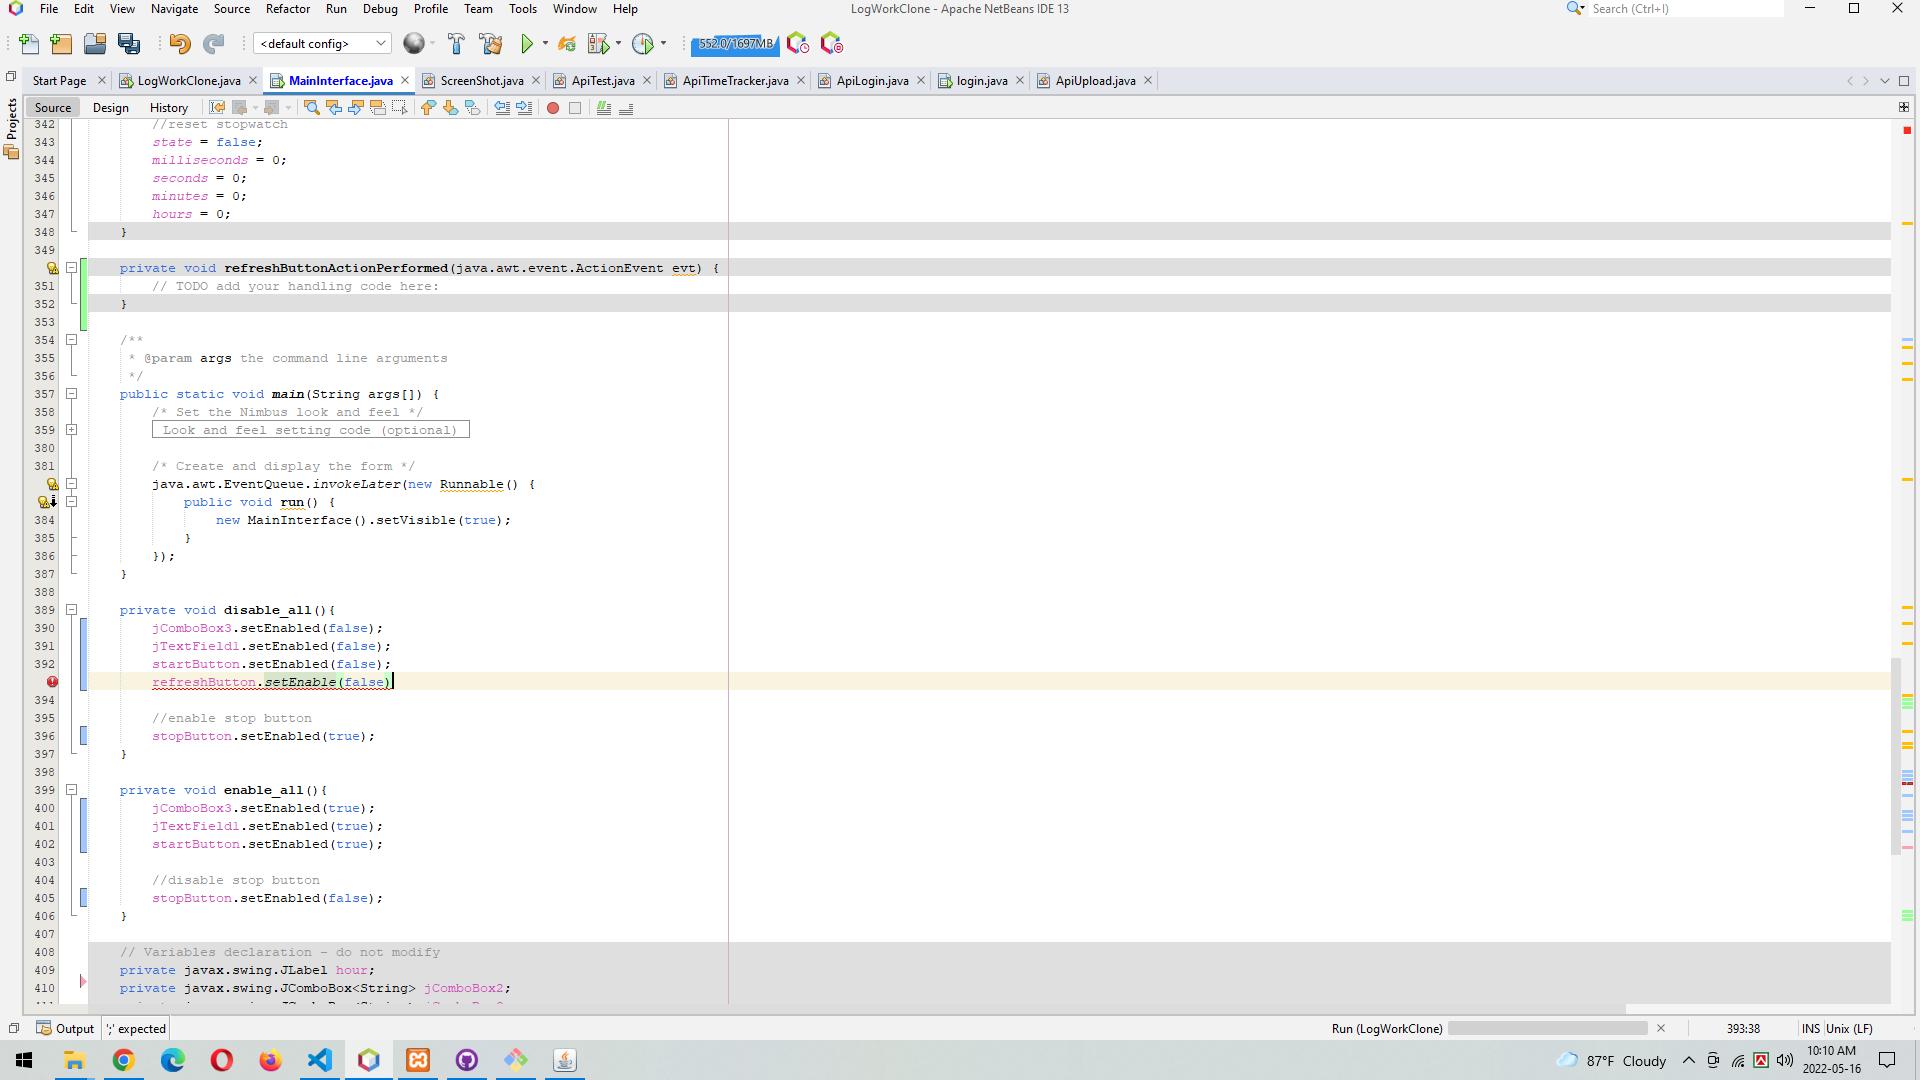 File Edit View Navigate Source Refactor Run Debug Profile Team Tools Window Help
LogWorkClone - Apache NetBeans IDE 13
Search (Ctrl+I)
<default config>
552.0/1697MB
Start Page
LogWorkClone.java
MainInterface.java
ScreenShot.java
ApiTest.java
ApiTimeTracker.java
ApiLogin.java
login.java
ApiUpload.java
Projects
Source Design History
342 //reset stopwatch
343 state = false;
344 milliseconds = 0;
345 seconds = 0;
346 minutes = 0;
347 hours = 0;
348 }
349
private void refreshButtonActionPerformed(java.awt.event.ActionEvent evt) {
351 // TODO add your handling code here:
352 }
353
354 /**
355 * @param args the command line arguments
356 */
357 public static void main(String args[]) {
358 /* Set the Nimbus look and feel */
359 Look and feel setting code (optional)
380
381 /* Create and display the form */
java.awt.EventQueue.invokeLater(new Runnable() {
public void run() {
384 new MainInterface().setVisible(true);
385 }
386 });
387 }
388
389 private void disable_all(){
390 jComboBox3.setEnabled(false);
391 jTextField1.setEnabled(false);
392 startButton.setEnabled(false);
refreshButton.setEnable(false)
394
395 //enable stop button
396 stopButton.setEnabled(true);
397 }
398
399 private void enable_all(){
400 jComboBox3.setEnabled(true);
401 jTextField1.setEnabled(true);
402 startButton.setEnabled(true);
403
404 //disable stop button
405 stopButton.setEnabled(false);
406 }
407
408 // Variables declaration - do not modify
409 private javax.swing.JLabel hour;
410 private javax.swing.JComboBox<String> jComboBox2;
Output
';' expected
Run (LogWorkClone)
393:38
INS Unix (LF)
87°F Cloudy
10:10 AM
2022-05-16